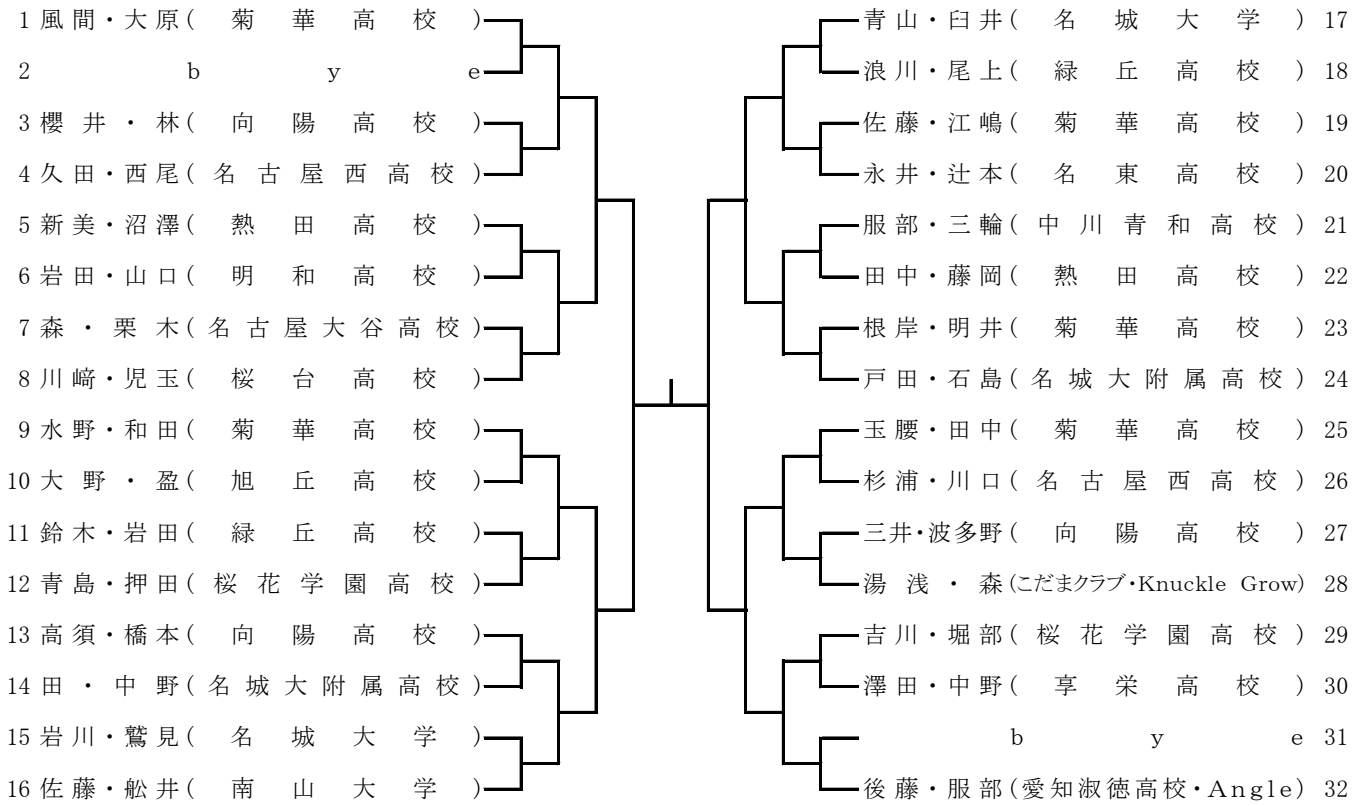 1 風間・大原(菊華高校)
2 bye
3 櫻井・林(向陽高校)
4 久田・西尾(名古屋西高校)
5 新美・沼澤(熱田高校)
6 岩田・山口(明和高校)
7 森・栗木(名古屋大谷高校)
8 川﨑・児玉(桜台高校)
9 水野・和田(菊華高校)
10 大野・盈(旭丘高校)
11 鈴木・岩田(緑丘高校)
12 青島・押田(桜花学園高校)
13 高須・橋本(向陽高校)
14 田・中野(名城大附属高校)
15 岩川・鷲見(名城大学)
16 佐藤・舩井(南山大学)
青山・臼井(名城大学) 17
浪川・尾上(緑丘高校) 18
佐藤・江嶋(菊華高校) 19
永井・辻本(名東高校) 20
服部・三輪(中川青和高校) 21
田中・藤岡(熱田高校) 22
根岸・明井(菊華高校) 23
戸田・石島(名城大附属高校) 24
玉腰・田中(菊華高校) 25
杉浦・川口(名古屋西高校) 26
三井・波多野(向陽高校) 27
湯浅・森(こだまクラブ・Knuckle Grow) 28
吉川・堀部(桜花学園高校) 29
澤田・中野(享栄高校) 30
bye 31
後藤・服部(愛知淑徳高校・Angle) 32